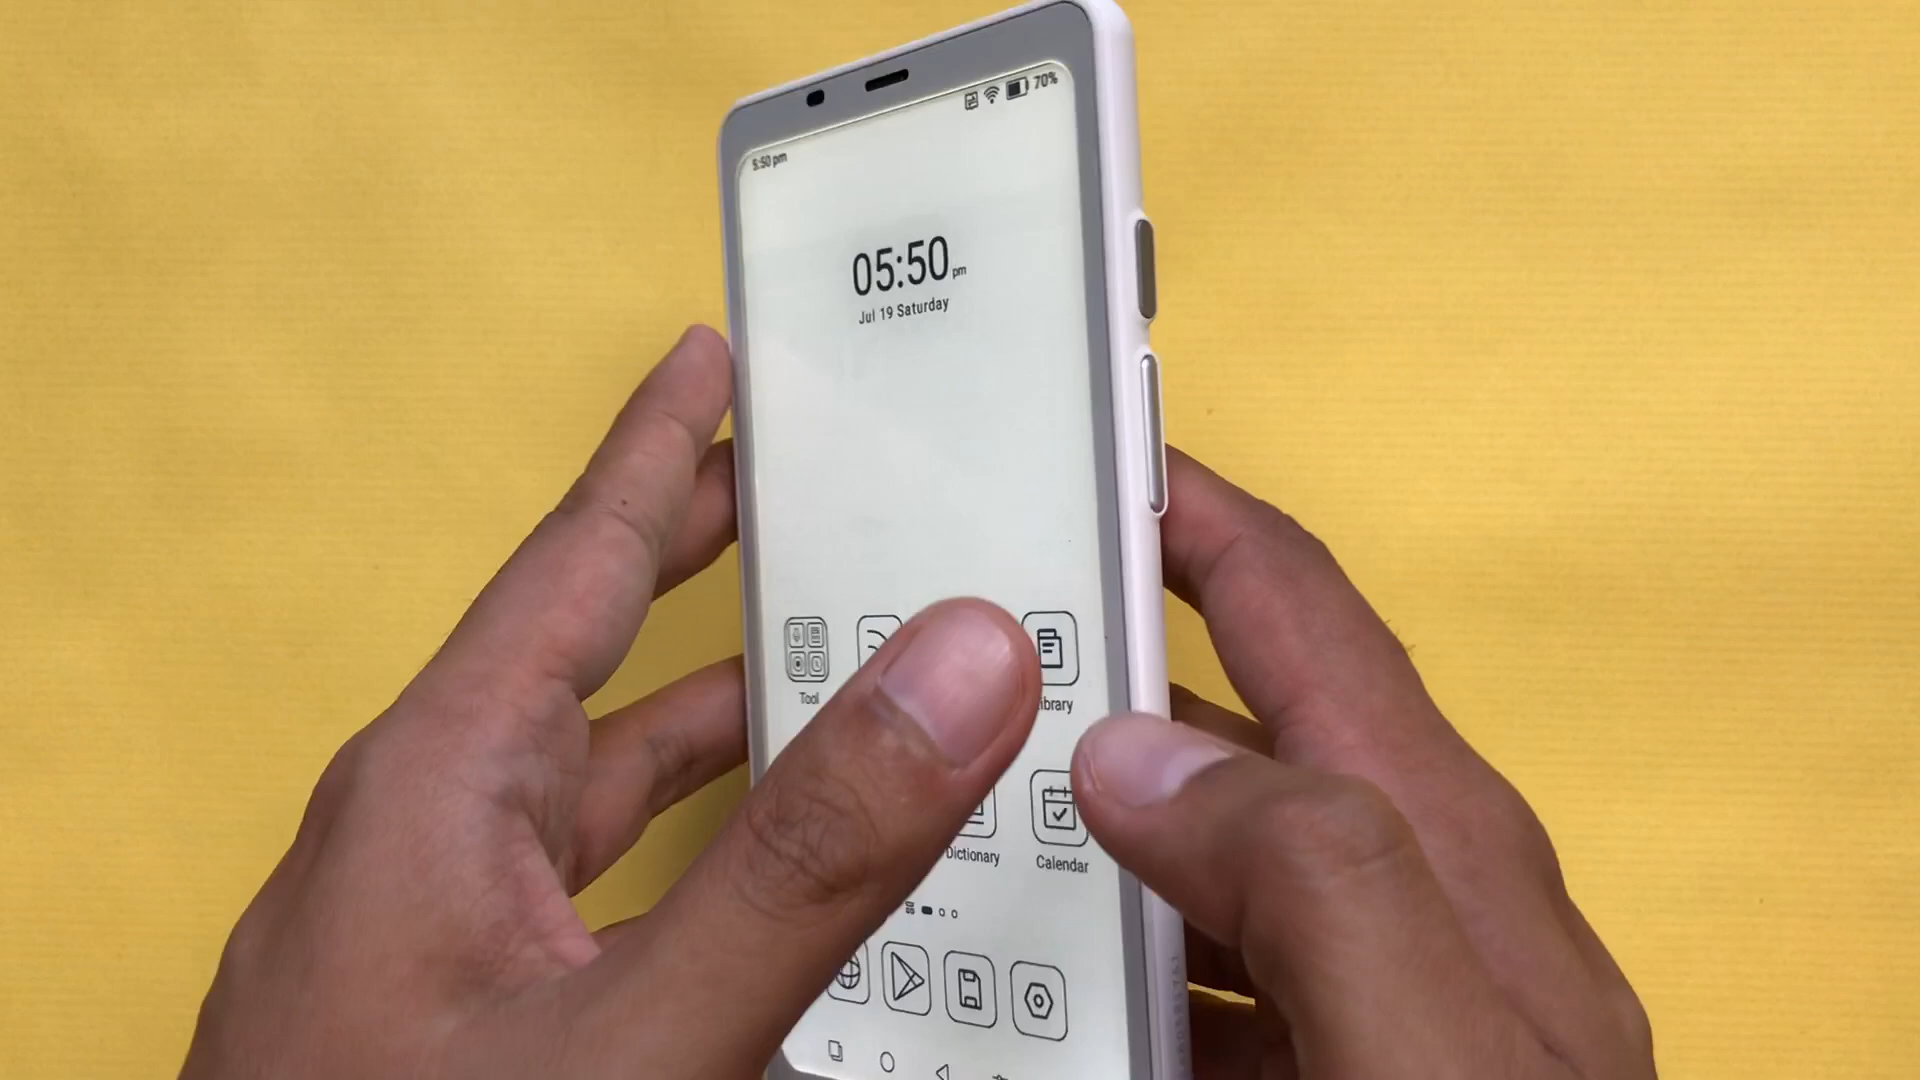 70%
5:50 pm
05:50 pm
Jul 19 Saturday
Tool
ibrary
Dictionary
Calendar